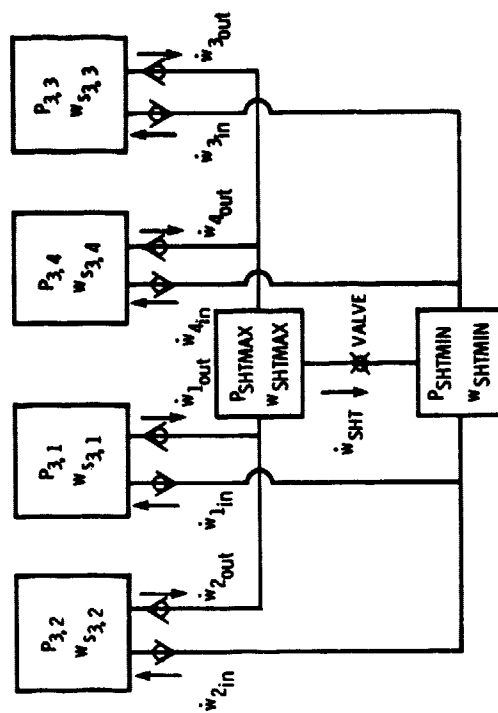 P3,2
WS3,2
P3,1
WS3,1
P3,4
WS3,4
P3,3
WS3,3
ẇ2in
ẇ2out
ẇ1in
ẇ1out
ẇ4in
ẇ4out
ẇ3in
ẇ3out
PSHTMAX
WSHTMAX
ẇSHT
VALVE
PSHTMIN
WSHTMIN